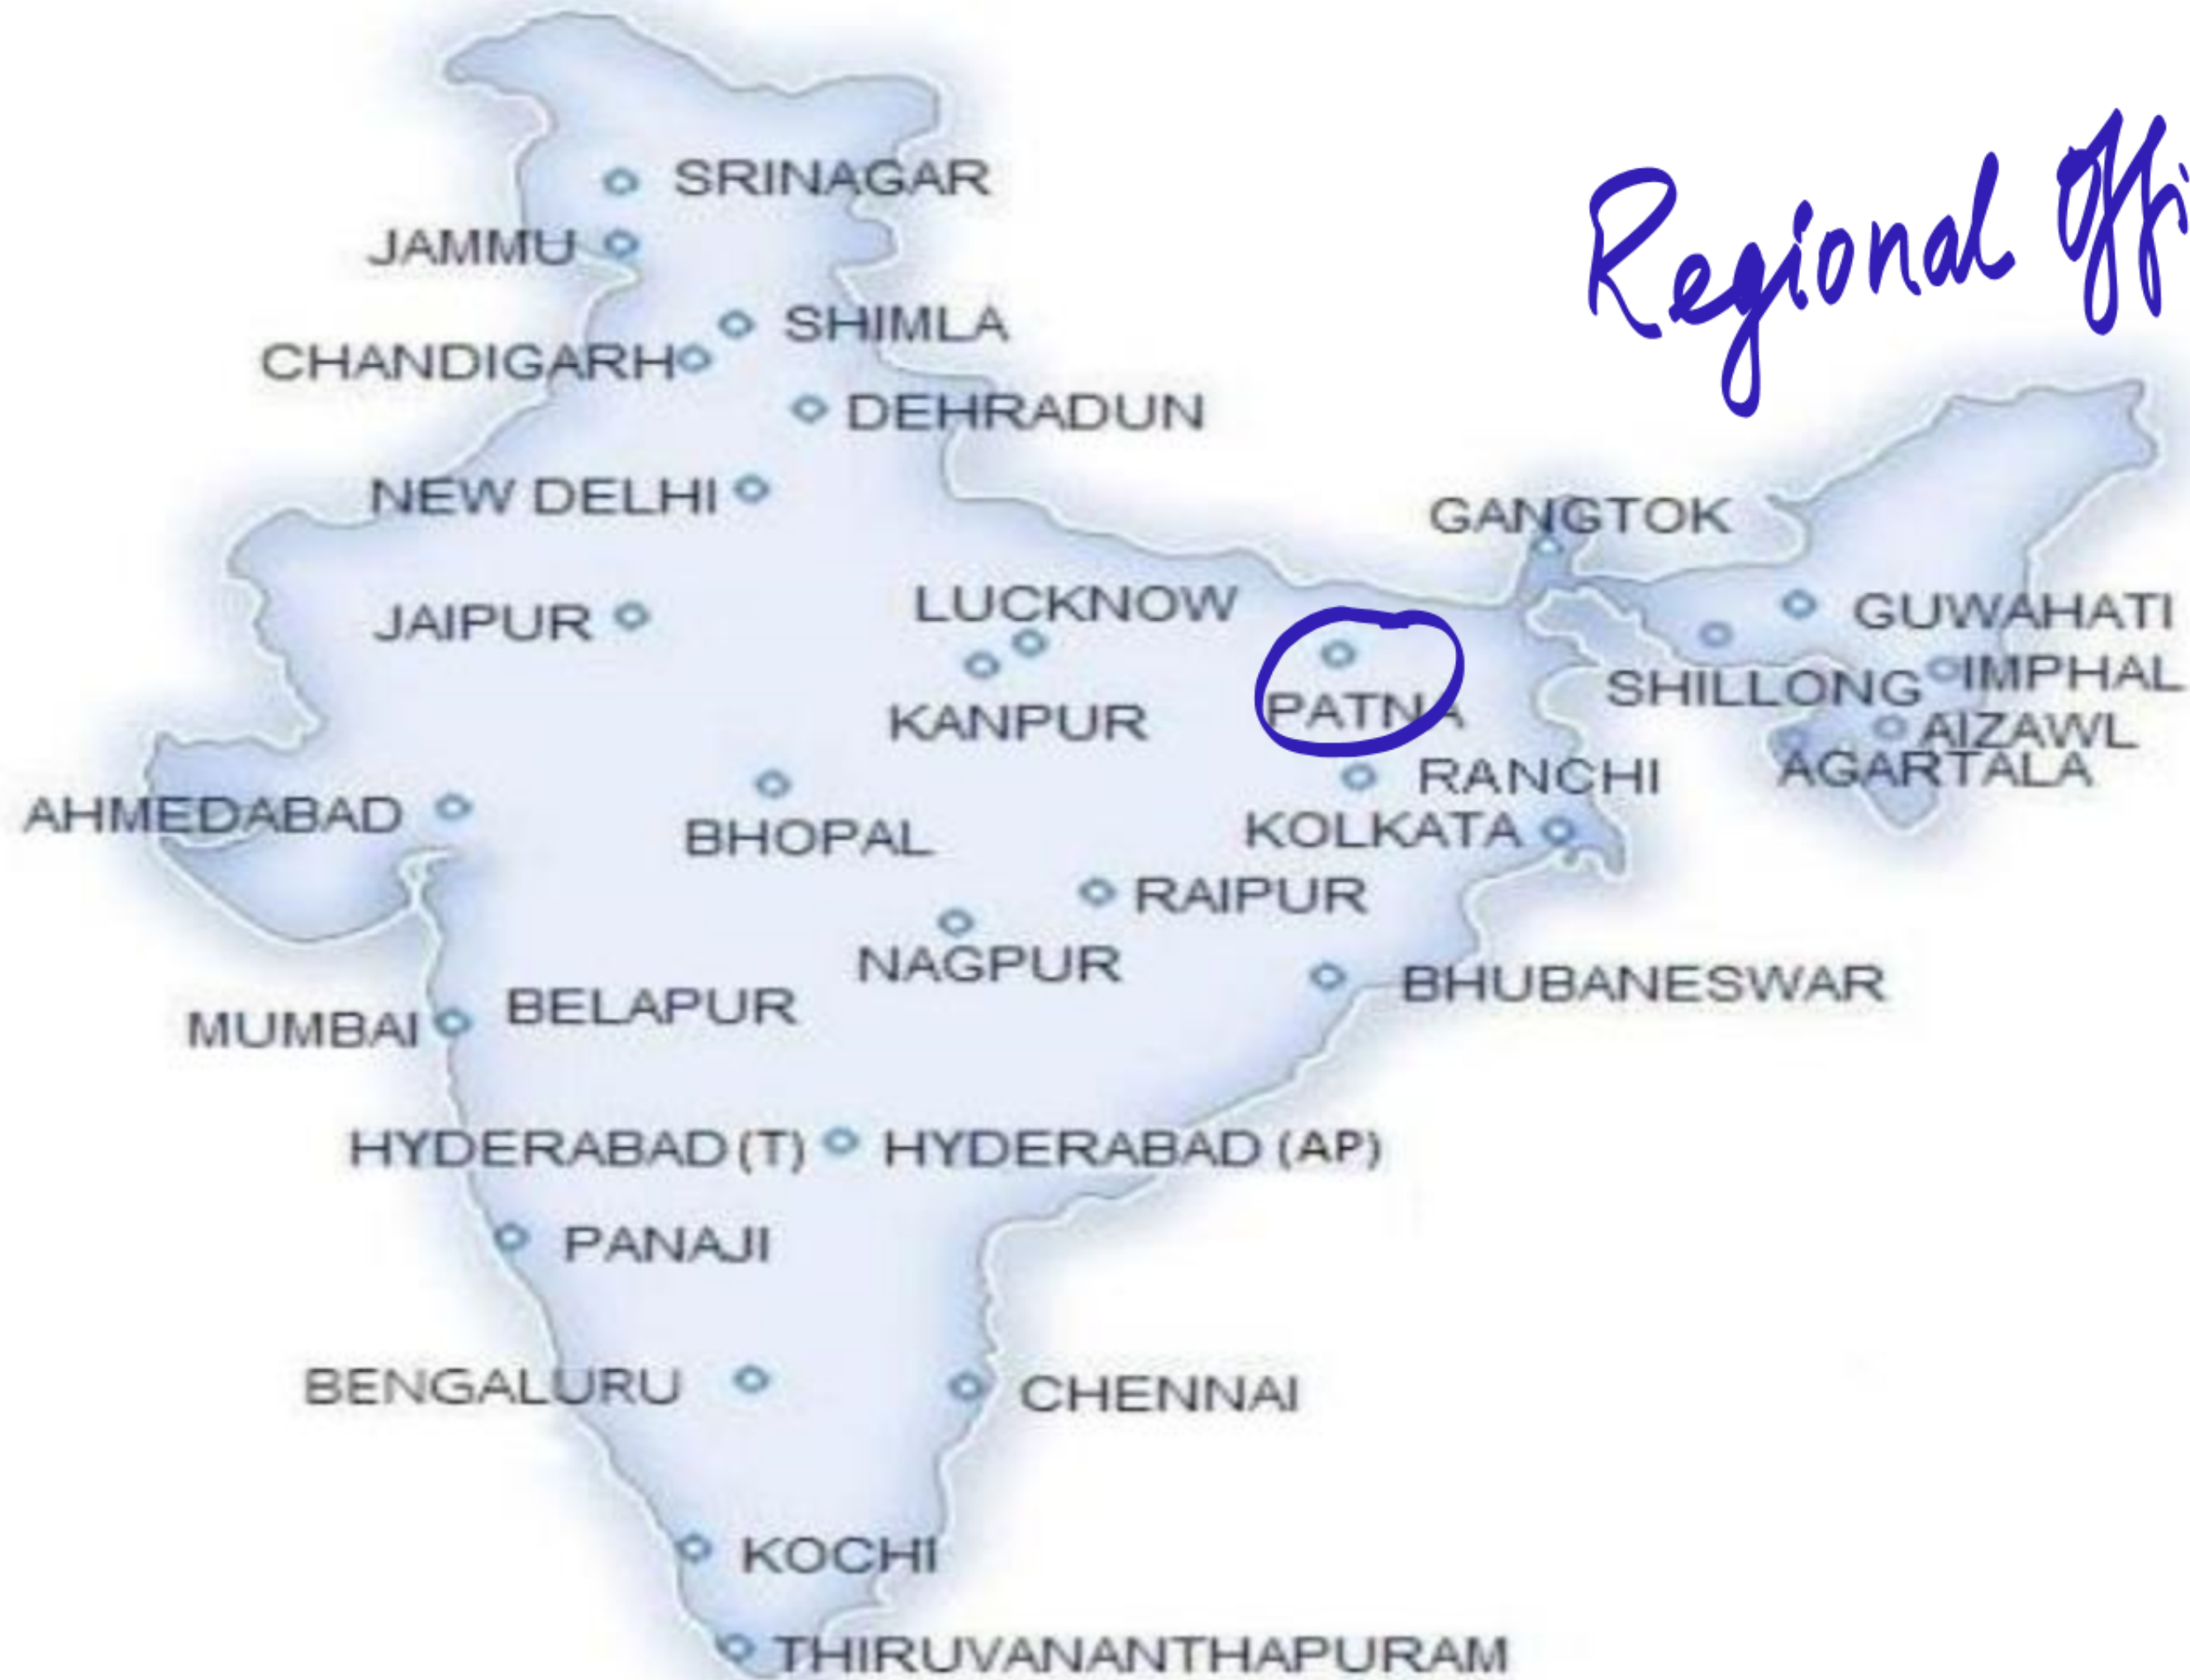 Regional Offi
SRINAGAR
JAMMU
SHIMLA
CHANDIGARH
DEHRADUN
NEW DELHI
GANGTOK
JAIPUR
LUCKNOW
GUWAHATI
KANPUR
PATNA
SHILLONG
IMPHAL
AIZAWL
AGARTALA
RANCHI
AHMEDABAD
BHOPAL
KOLKATA
RAIPUR
NAGPUR
BHUBANESWAR
MUMBAI
BELAPUR
HYDERABAD (T)
HYDERABAD (AP)
PANAJI
BENGALURU
CHENNAI
KOCHI
THIRUVANANTHAPURAM